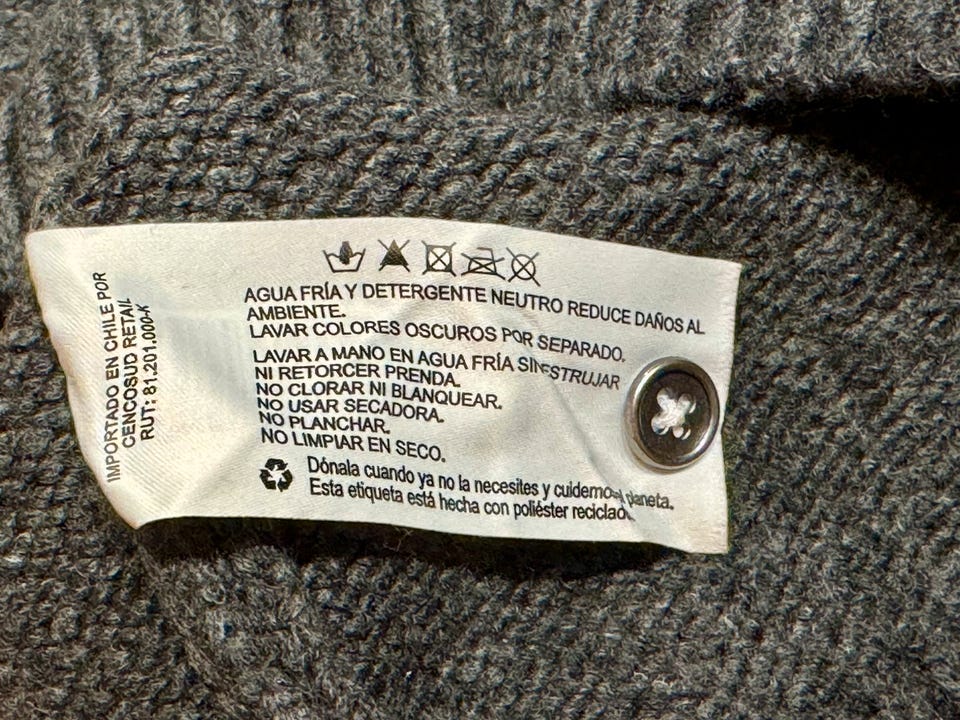 IMPORTADO EN CHILE POR
CENCOSUD RETAIL
RUT: 81.201.000-K
AGUA FRÍA Y DETERGENTE NEUTRO REDUCE DAÑOS AL
AMBIENTE.
LAVAR COLORES OSCUROS POR SEPARADO.
LAVAR A MANO EN AGUA FRÍA SIN ESTRUJAR
NI RETORCER PRENDA.
NO CLORAR NI BLANQUEAR.
NO USAR SECADORA.
NO PLANCHAR.
NO LIMPIAR EN SECO.
Dónala cuando ya no la necesites y cuidemos el planeta.
Esta etiqueta está hecha con poliéster reciclado.